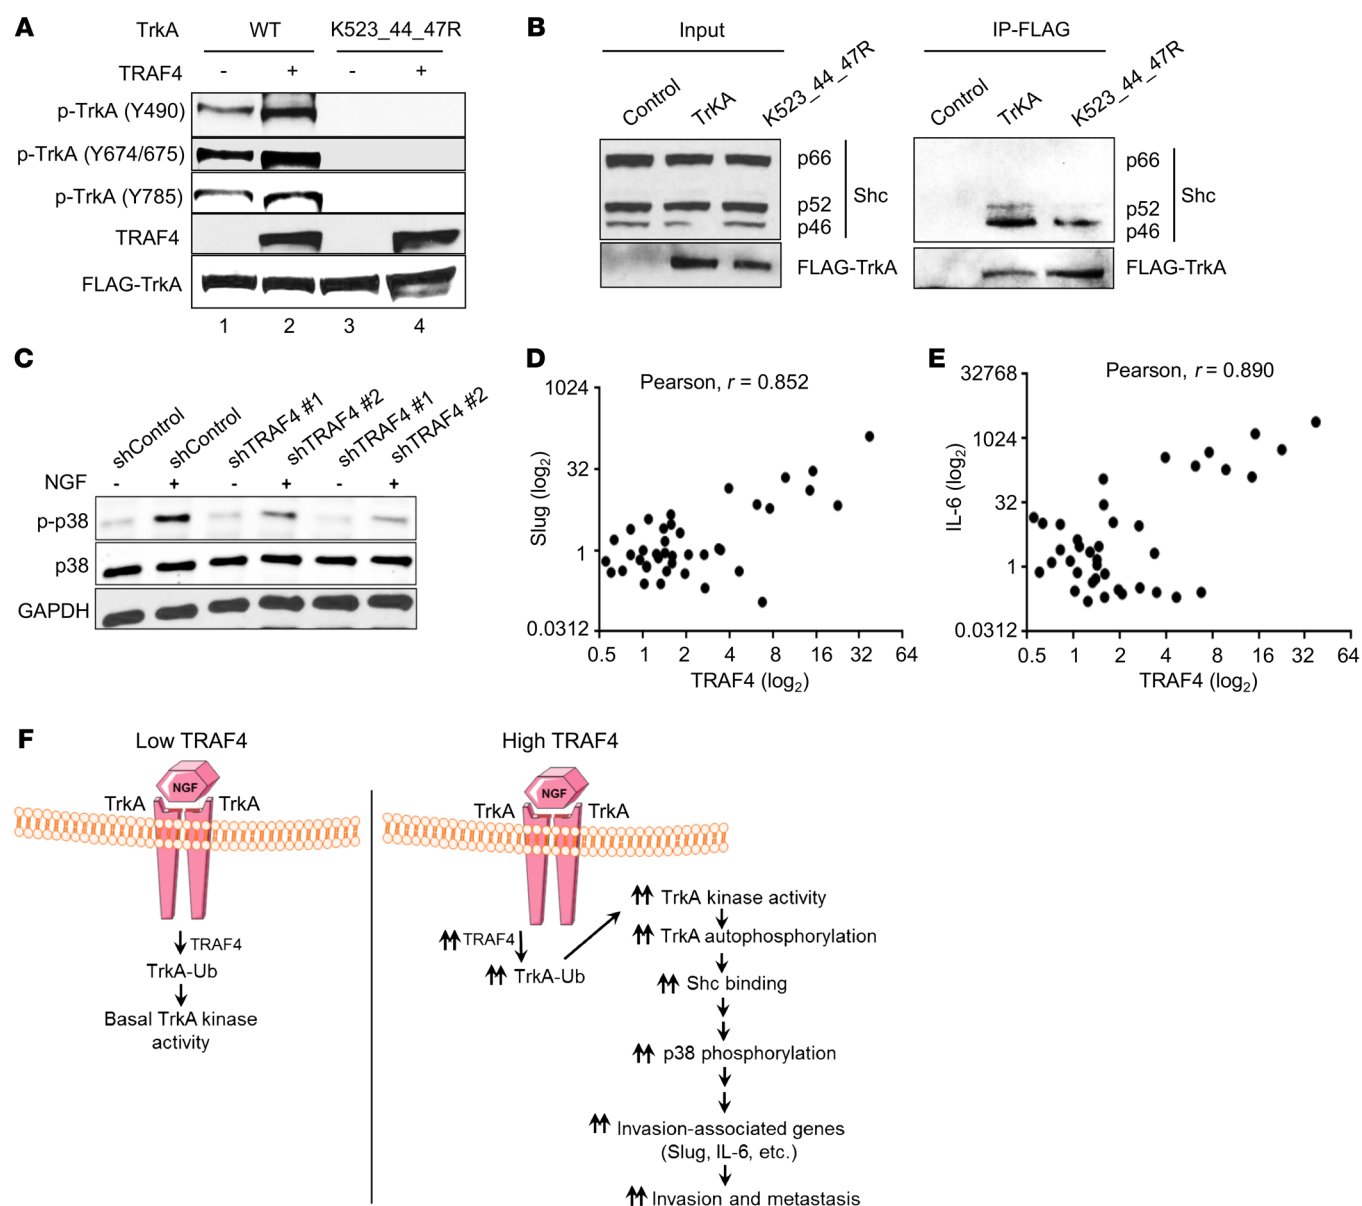 A
TrkA WT K523_44_47R
TRAF4 - + - +
p-TrkA (Y490)
p-TrkA (Y674/675)
p-TrkA (Y785)
TRAF4
FLAG-TrkA
1 2 3 4
B
Input IP-FLAG
Control TrKA K523_44_47R Control TrKA K523_44_47R
p66 p66
p52 Shc p52 Shc
p46 p46
FLAG-TrkA FLAG-TrkA
C
shControl shControl shTRAF4 #1 shTRAF4 #2 shTRAF4 #1 shTRAF4 #2
NGF - + - + - +
p-p38
p38
GAPDH
D
Pearson, r = 0.852
Slug (log2)
1024
32
1
0.0312
0.5 1 2 4 8 16 32 64
TRAF4 (log2)
E
Pearson, r = 0.890
IL-6 (log2)
32768
1024
32
1
0.0312
0.5 1 2 4 8 16 32 64
TRAF4 (log2)
F
Low TRAF4
NGF
TrkA TrkA
TRAF4
TrkA-Ub
Basal TrkA kinase
activity
High TRAF4
NGF
TrkA TrkA
TRAF4
TrkA-Ub
TrkA kinase activity
TrkA autophosphorylation
Shc binding
p38 phosphorylation
Invasion-associated genes
(Slug, IL-6, etc.)
Invasion and metastasis